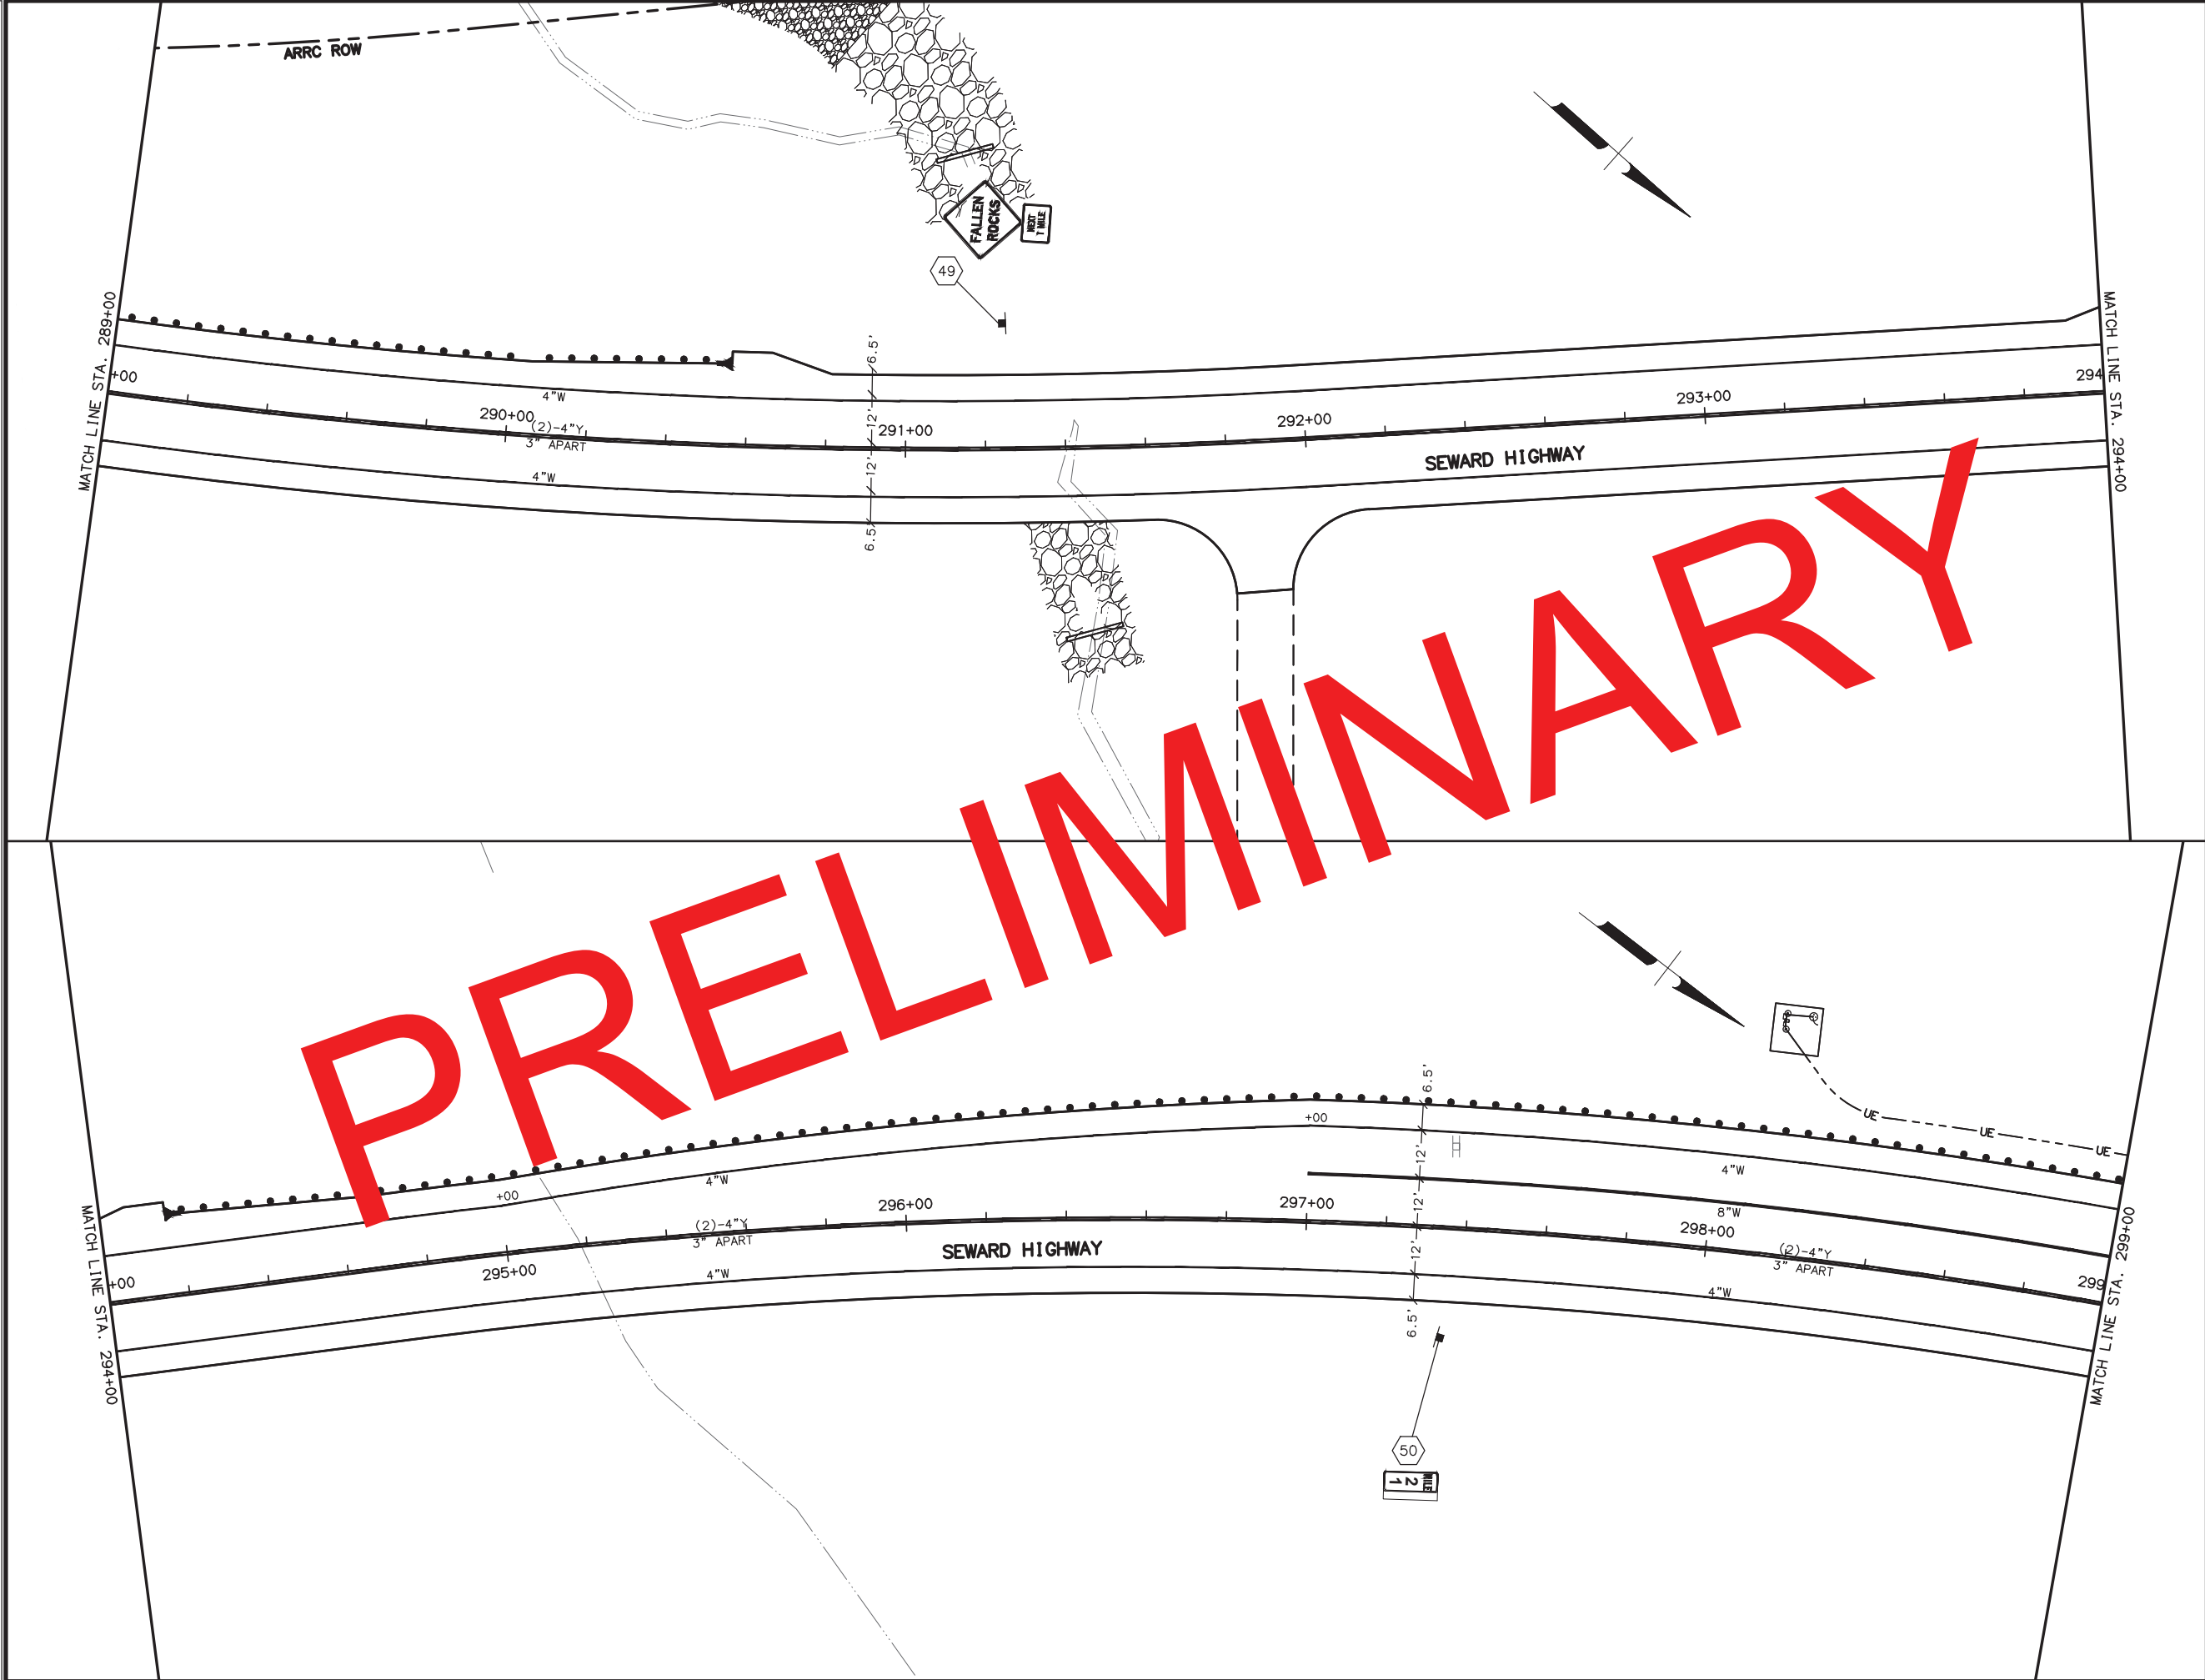 ARRC ROW
FALLEN
ROCKS
NEXT
1 MILE
49
MATCH LINE STA. 289+00
+00
4"W
290+00
(2)-4"Y
3" APART
4"W
6.5'
12'
12'
6.5'
291+00
292+00
293+00
294
SEWARD HIGHWAY
MATCH LINE STA. 294+00
PRELIMINARY
MATCH LINE STA. 294+00
+00
+00
295+00
4"W
(2)-4"Y
3" APART
4"W
296+00
SEWARD HIGHWAY
+00
297+00
6.5'
12'
12'
12'
6.5'
H
4"W
8"W
298+00
(2)-4"Y
3" APART
4"W
UE
UE
UE
299
MATCH LINE STA. 299+00
50
MILE
2
1